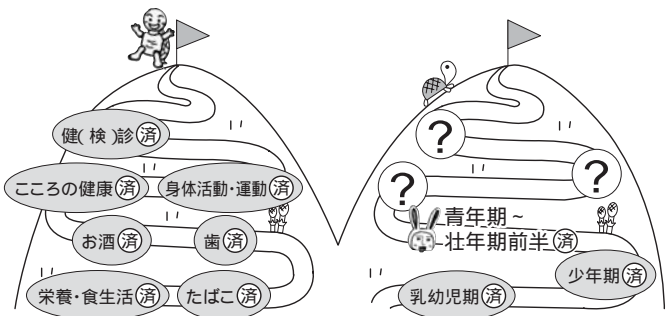 健(検)診済
こころの健康済
身体活動・運動済
お酒済
歯済
栄養・食生活済
たばこ済
?
?
?
青年期~
壮年期前半済
少年期済
乳幼児期済